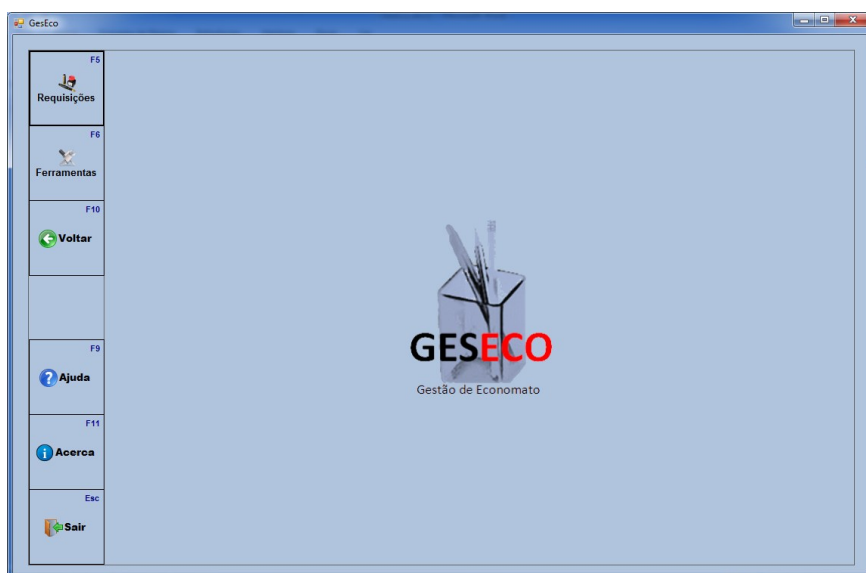 GesEco
F5
Requisições
F6
Ferramentas
F10
Voltar
F9
Ajuda
F11
Acerca
Esc
Sair
GESECO
Gestão de Economato